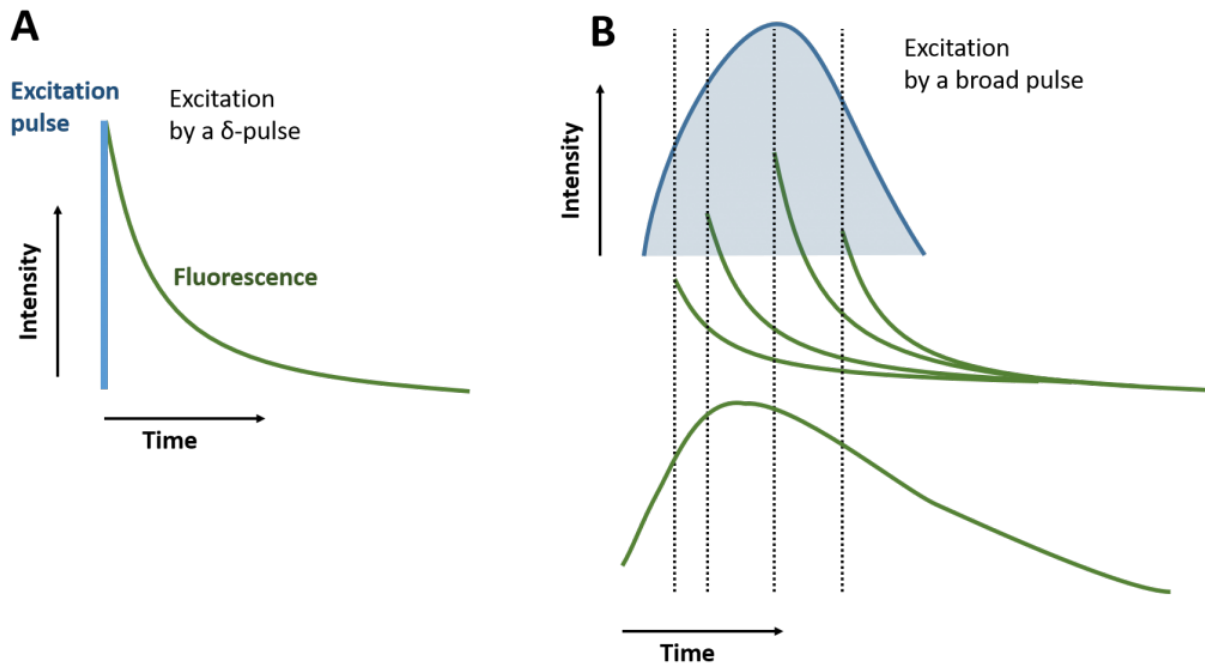 A
Excitation
pulse
Excitation
by a δ-pulse
Intensity
Fluorescence
Time
B
Excitation
by a broad pulse
Intensity
Time